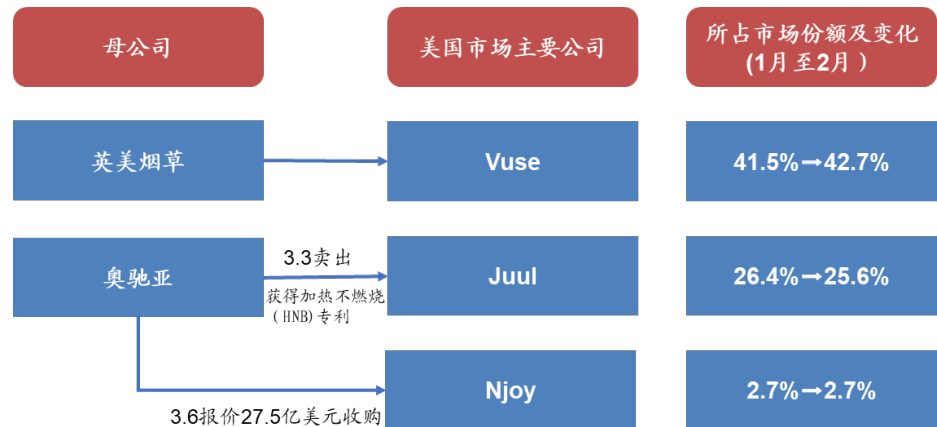 母公司
美国市场主要公司
所占市场份额及变化
(1月至2月）
英美烟草
Vuse
41.5%→42.7%
奥驰亚
3.3卖出
获得加热不燃烧
（HNB)专利
Juul
26.4%→25.6%
3.6报价27.5亿美元收购
Njoy
2.7%→2.7%